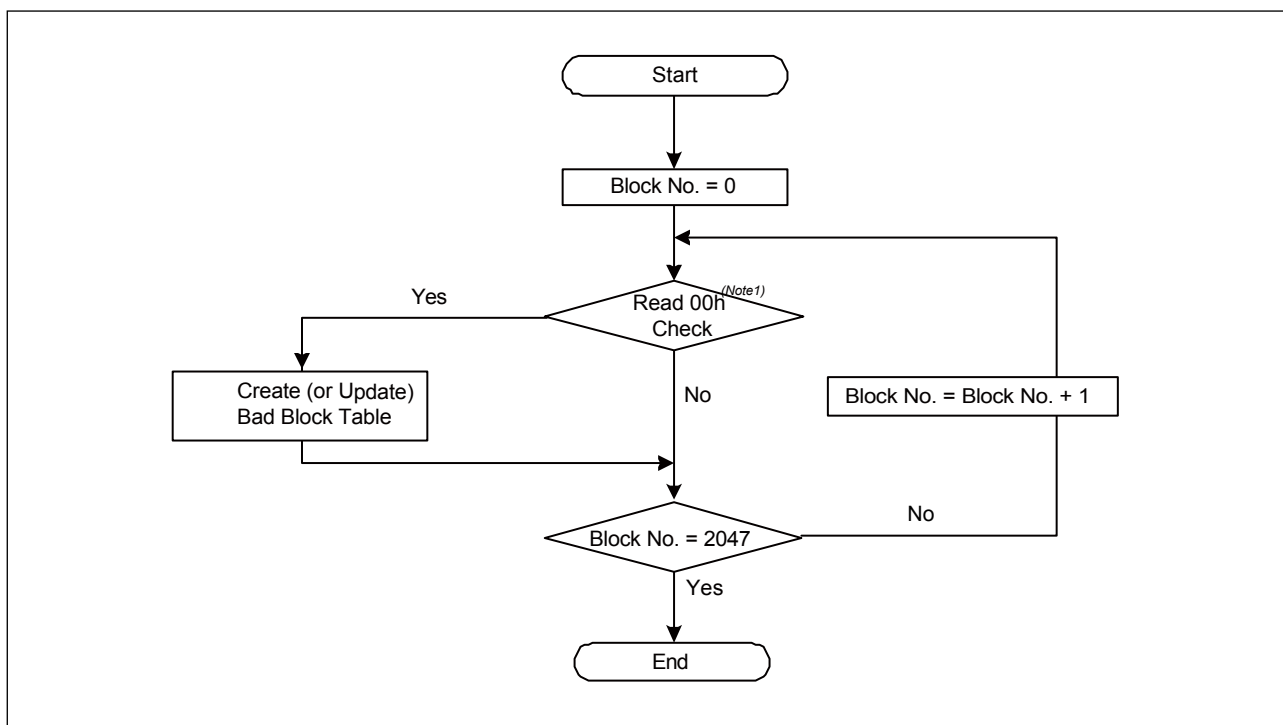 Start
Block No. = 0
Yes
Read 00h (Note1)
Check
Create (or Update)
Bad Block Table
No
Block No. = Block No. + 1
Block No. = 2047
No
Yes
End